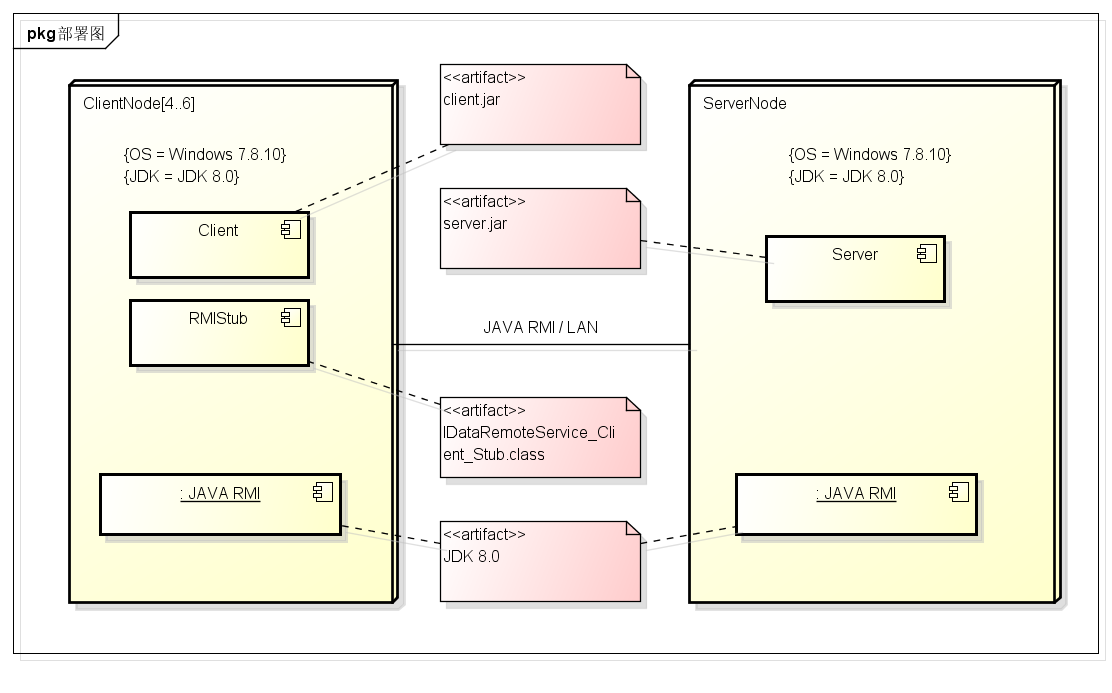 pkg 部署图
ClientNode[4..6]
{OS = Windows 7.8.10}
{JDK = JDK 8.0}
Client
RMIStub
: JAVA RMI
<<artifact>>
client.jar
<<artifact>>
server.jar
JAVA RMI / LAN
<<artifact>>
IDataRemoteService_Cli
ent_Stub.class
<<artifact>>
JDK 8.0
ServerNode
{OS = Windows 7.8.10}
{JDK = JDK 8.0}
Server
: JAVA RMI